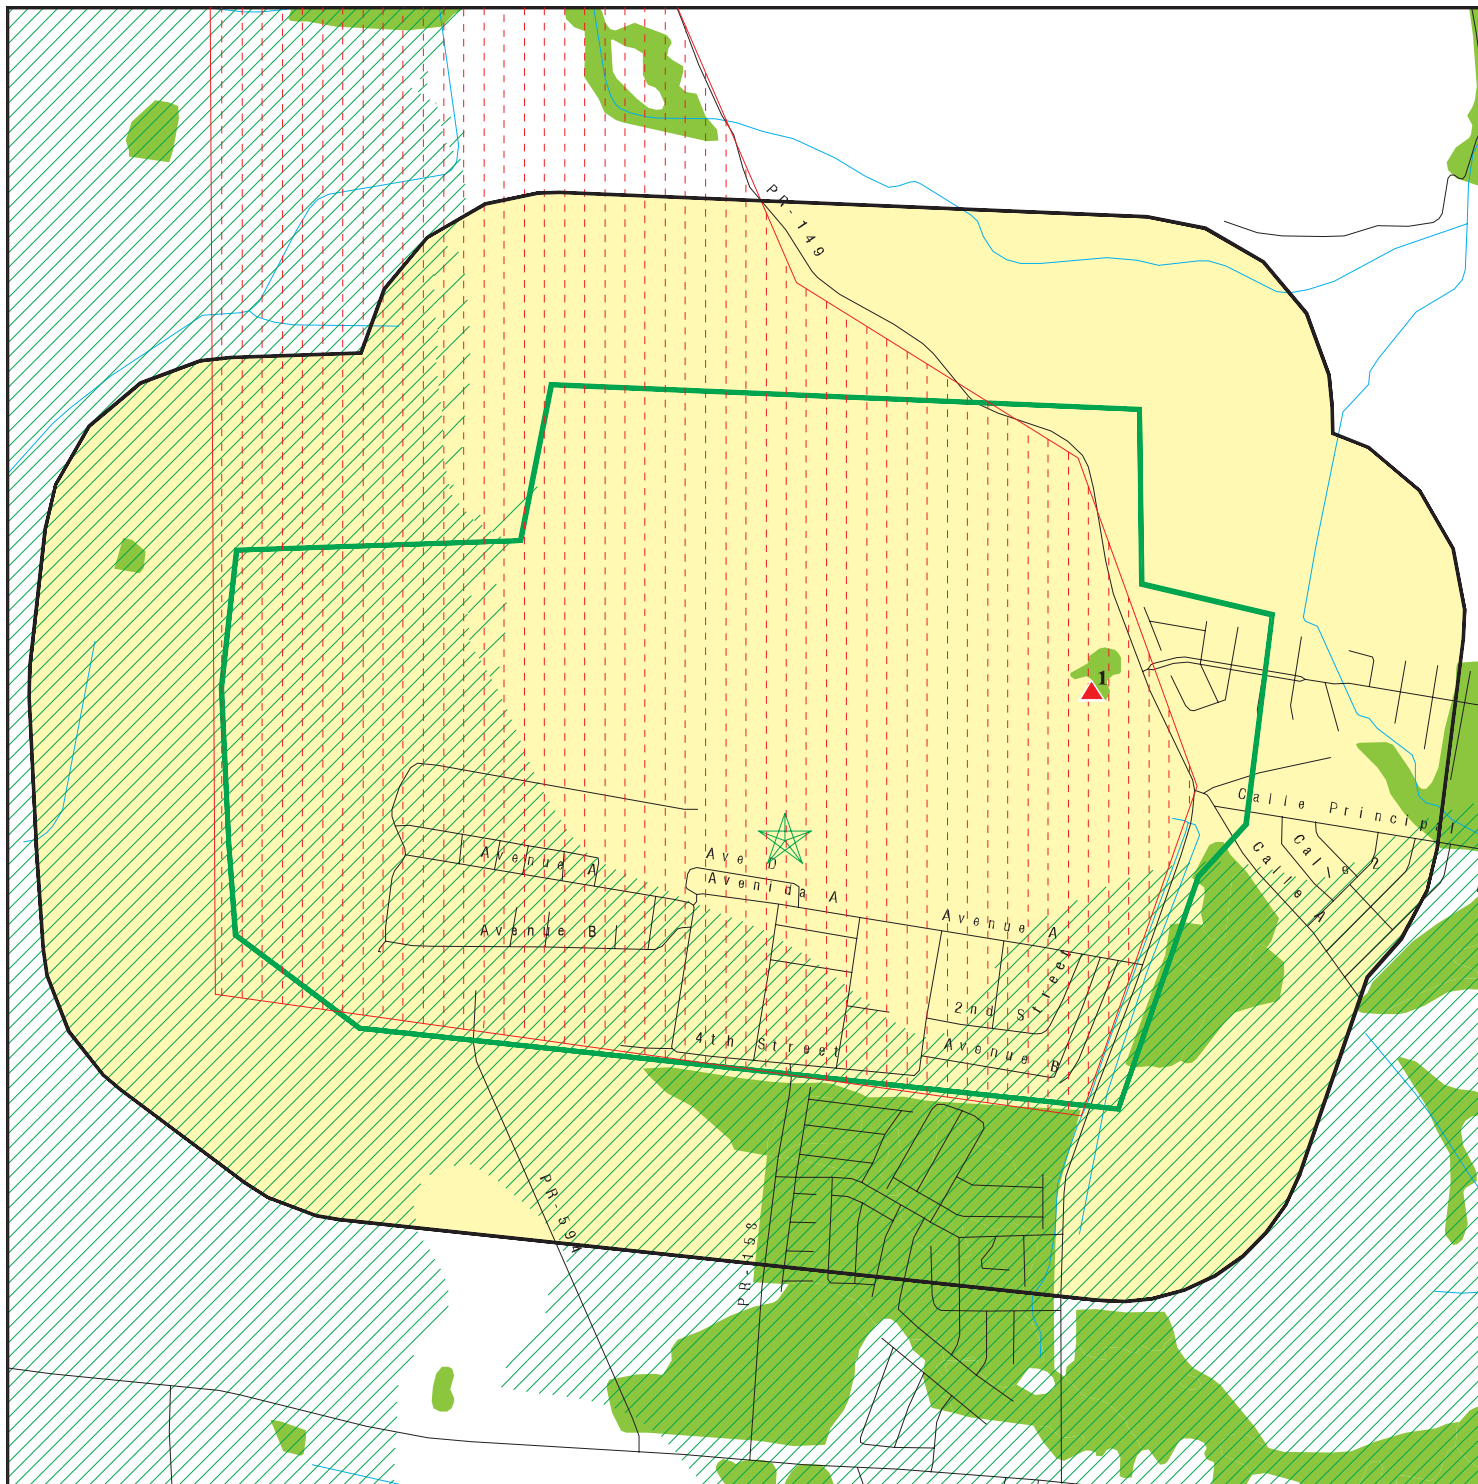 PR-149
1
Calle Principal
Calle 2
Calle A
Ave D
Avenida A
Avenue A
Avenue A
Avenue B
2nd Street
4th Street
Avenue B
PR-594
PR-158